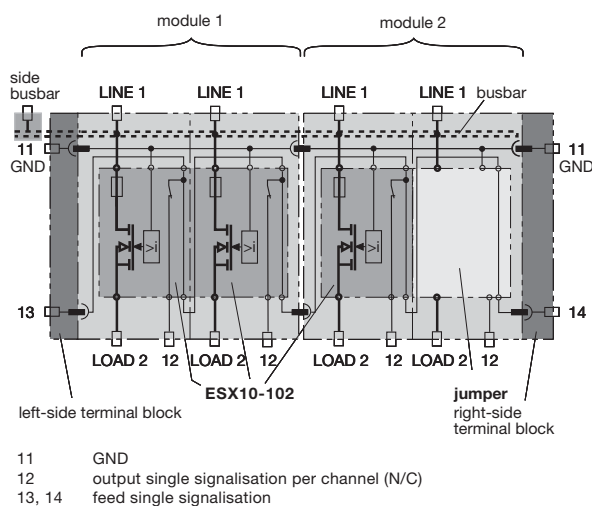 module 1 module 2
side
busbar
LINE 1 LINE 1 LINE 1 LINE 1
busbar
11 11
GND GND
13 14
LOAD 2 12 LOAD 2 12 LOAD 2 12 LOAD 2 12
ESX10-102
left-side terminal block
jumper
right-side
terminal block
11 GND
12 output single signalisation per channel (N/C)
13, 14 feed single signalisation